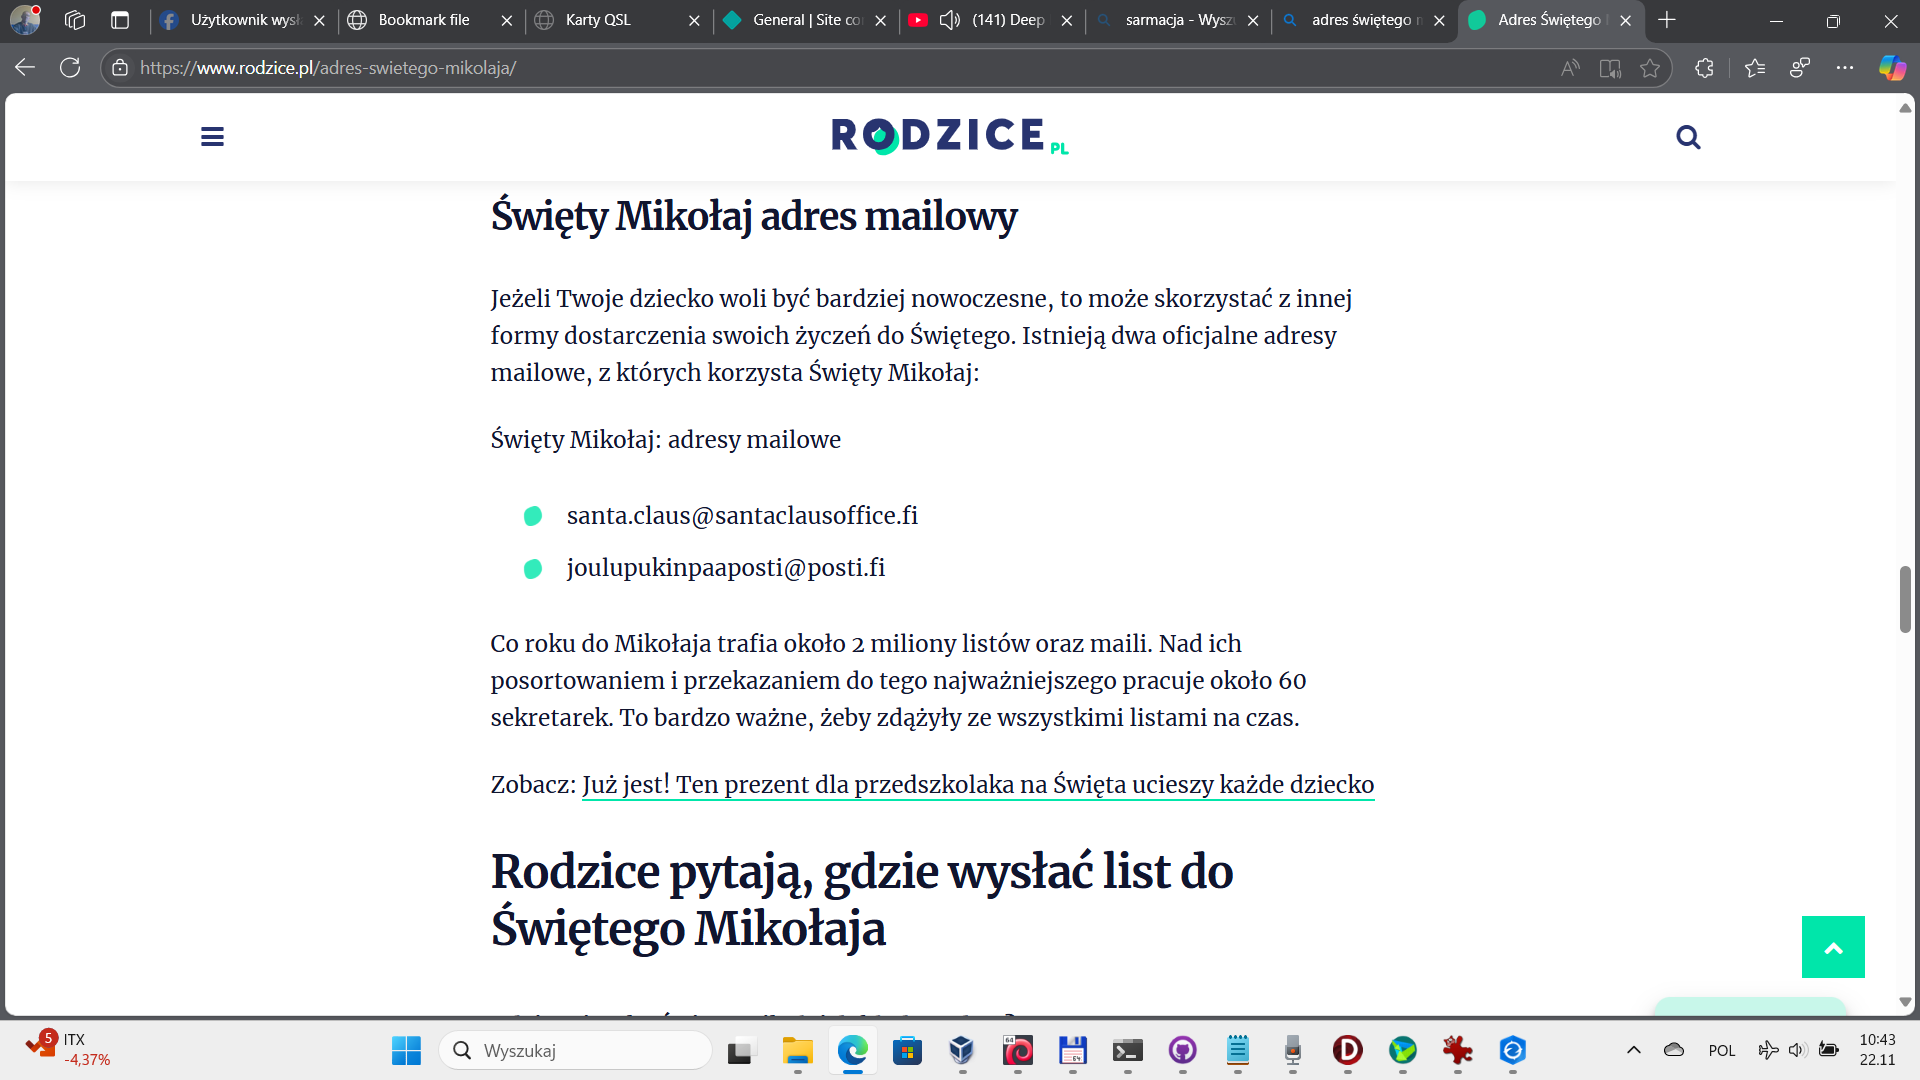 Użytkownik wysł
Bookmark file
Karty QSL
General | Site co
(141) Deep
sarmacja - Wysz
adres świętego m
Adres Świętego
https://www.rodzice.pl/adres-swietego-mikolaja/
RODZICE PL
Święty Mikołaj adres mailowy
Jeżeli Twoje dziecko woli być bardziej nowoczesne, to może skorzystać z innej
formy dostarczenia swoich życzeń do Świętego. Istnieją dwa oficjalne adresy
mailowe, z których korzysta Święty Mikołaj:
Święty Mikołaj: adresy mailowe
santa.claus@santaclausoffice.fi
joulupukinpaaposti@posti.fi
Co roku do Mikołaja trafia około 2 miliony listów oraz maili. Nad ich
posortowaniem i przekazaniem do tego najważniejszego pracuje około 60
sekretarek. To bardzo ważne, żeby zdążyły ze wszystkimi listami na czas.
Zobacz: Już jest! Ten prezent dla przedszkolaka na Święta ucieszy każde dziecko
Rodzice pytają, gdzie wysłać list do
Świętego Mikołaja
5
ITX
-4,37%
Wyszukaj
64
POL
10:43
22.11